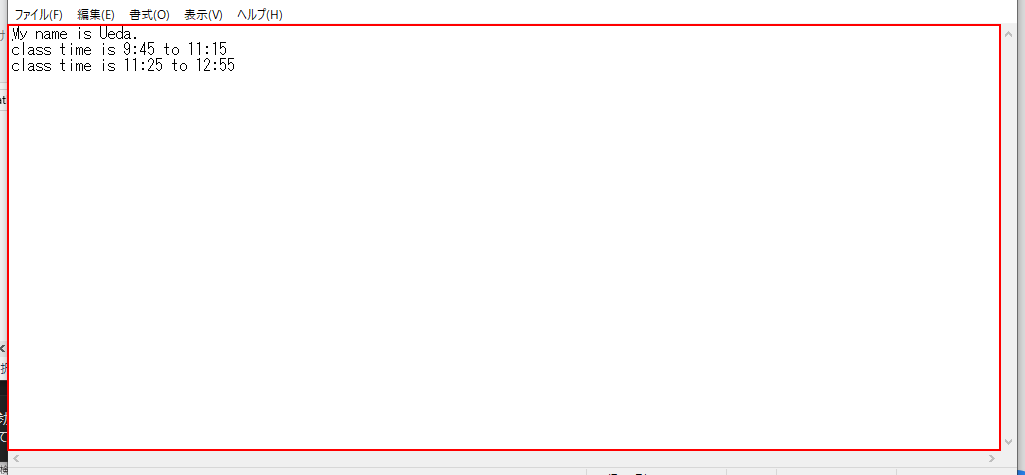 ファイル(F) 編集(E) 書式(O) 表示(V) ヘルプ(H)
My name is Ueda.
class time is 9:45 to 11:15
class time is 11:25 to 12:55